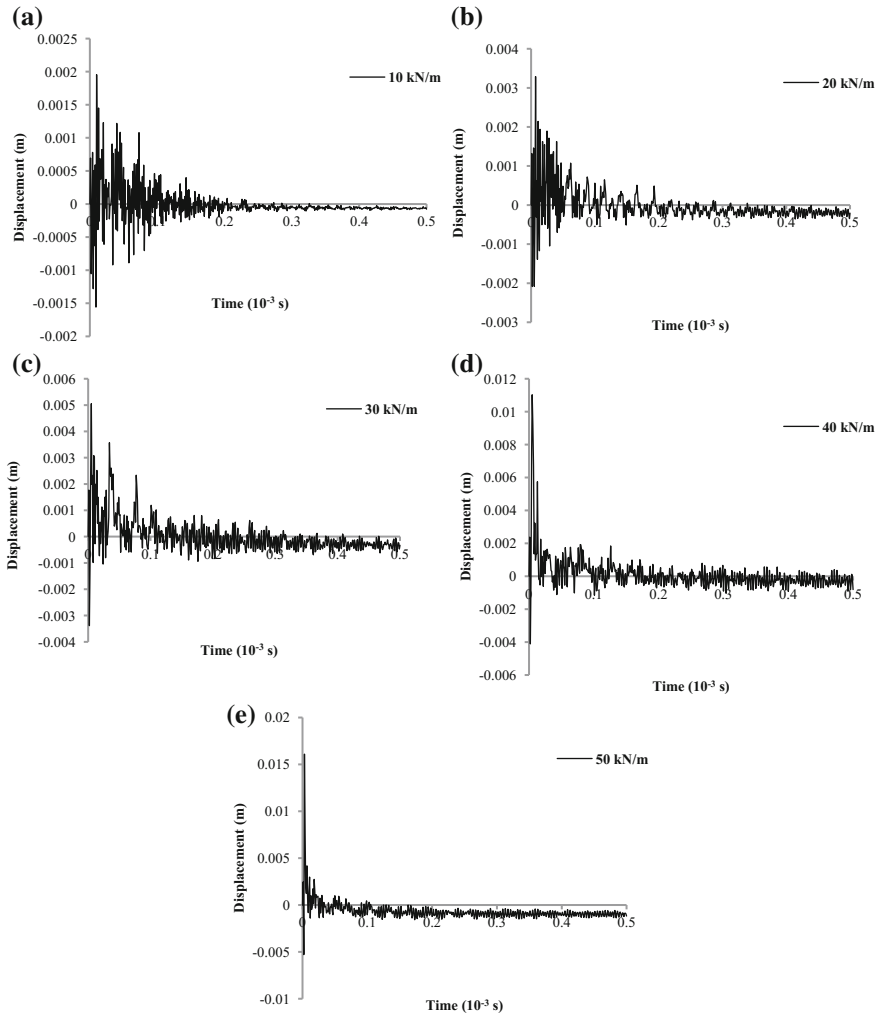 (a)
0.0025
0.002
0.0015
0.001
0.0005
0
-0.0005
-0.001
-0.0015
-0.002
Displacement (m)
0 0.1 0.2 0.3 0.4 0.5
Time (10-3 s)
10 kN/m
(b)
0.004
0.003
0.002
0.001
0
-0.001
-0.002
-0.003
Displacement (m)
0 0.1 0.2 0.3 0.4 0.5
Time (10-3 s)
20 kN/m
(c)
0.006
0.005
0.004
0.003
0.002
0.001
0
-0.001
-0.002
-0.003
-0.004
Displacement (m)
0 0.1 0.2 0.3 0.4 0.5
Time (10-3 s)
30 kN/m
(d)
0.012
0.01
0.008
0.006
0.004
0.002
0
-0.002
-0.004
-0.006
Displacement (m)
0 0.1 0.2 0.3 0.4 0.5
Time (10-3 s)
40 kN/m
(e)
0.02
0.015
0.01
0.005
0
-0.005
-0.01
Displacement (m)
0 0.1 0.2 0.3 0.4 0.5
Time (10-3 s)
50 kN/m